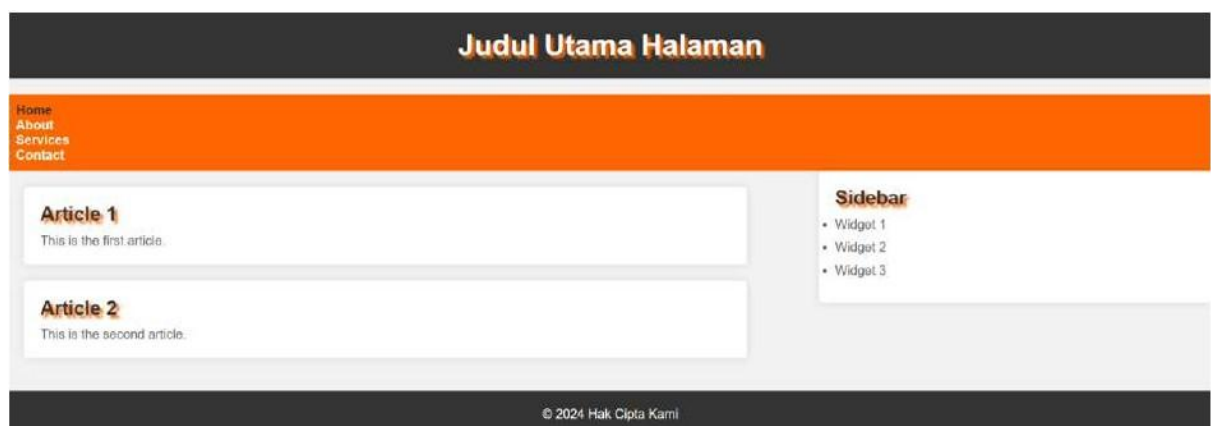 Judul Utama Halaman
Home
About
Services
Contact
Article 1
This is the first article.
Article 2
This is the second article.
Sidebar
Widget 1
Widget 2
Widget 3
© 2024 Hak Cipta Kami